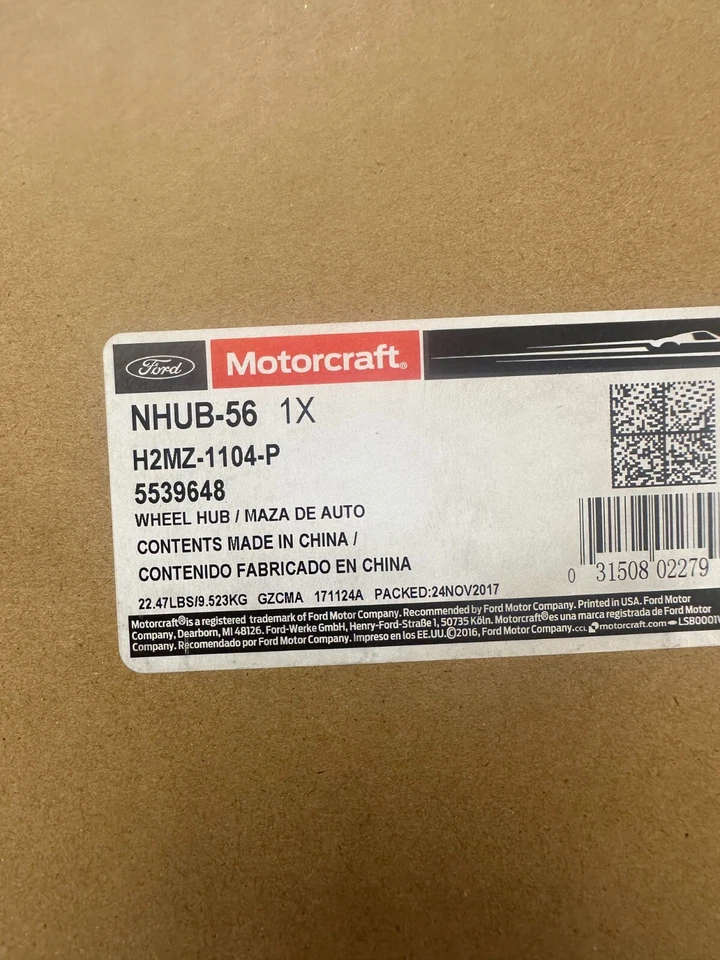 Ford Motorcraft®
NHUB-56 1X
H2MZ-1104-P
5539648
WHEEL HUB / MAZA DE AUTO
CONTENTS MADE IN CHINA /
CONTENIDO FABRICADO EN CHINA
22.47LBS/9.523KG GZCMA 171124A PACKED:24NOV2017
0 31508 02279
Motorcraft®is a registered trademark of Ford Motor Company. Recommended by Ford Motor Company. Printed in USA. Ford Motor
Company, Dearborn, MI 48126. Ford-Werke GmbH, Henry-Ford-Straße 1, 50735 Köln. Motorcraft®es una marca registrada de Ford Motor
Company. Recomendado por Ford Motor Company. Impreso en los EE.UU.©2016, Ford Motor Company.CCL motorcraft.com